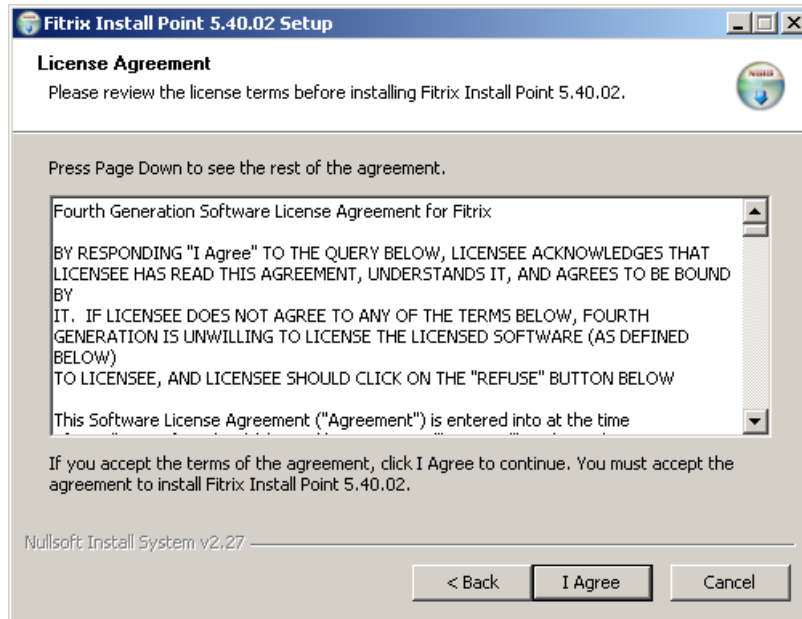 Fitrix Install Point 5.40.02 Setup
License Agreement
Please review the license terms before installing Fitrix Install Point 5.40.02.
Press Page Down to see the rest of the agreement.
Fourth Generation Software License Agreement for Fitrix
BY RESPONDING "I Agree" TO THE QUERY BELOW, LICENSEE ACKNOWLEDGES THAT
LICENSEE HAS READ THIS AGREEMENT, UNDERSTANDS IT, AND AGREES TO BE BOUND
BY
IT.  IF LICENSEE DOES NOT AGREE TO ANY OF THE TERMS BELOW, FOURTH
GENERATION IS UNWILLING TO LICENSE THE LICENSED SOFTWARE (AS DEFINED
BELOW)
TO LICENSEE, AND LICENSEE SHOULD CLICK ON THE "REFUSE" BUTTON BELOW
This Software License Agreement ("Agreement") is entered into at the time
If you accept the terms of the agreement, click I Agree to continue. You must accept the
agreement to install Fitrix Install Point 5.40.02.
Nullsoft Install System v2.27
< Back
I Agree
Cancel